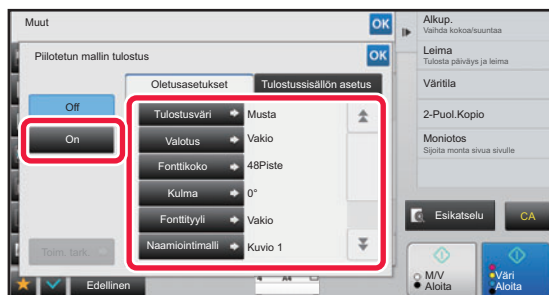 Muut
OK
Piilotetun mallin tulostus
OK
Oletusasetukset
Tulostussisällön asetus
Off
On
Tulostusväri
Musta
Valotus
Vakio
Fonttikoko
48Piste
Kulma
0°
Fonttityyli
Vakio
Naamiointimalli
Kuvio 1
Toim. tark.
Edellinen
A4
Alkup.
Vaihda kokoa/suuntaa
Leima
Tulosta päiväys ja leima
Väritila
2-Puol.Kopio
Moniotos
Sijoita monta sivua sivulle
Esikatselu
CA
M/V
Aloita
Väri
Aloita